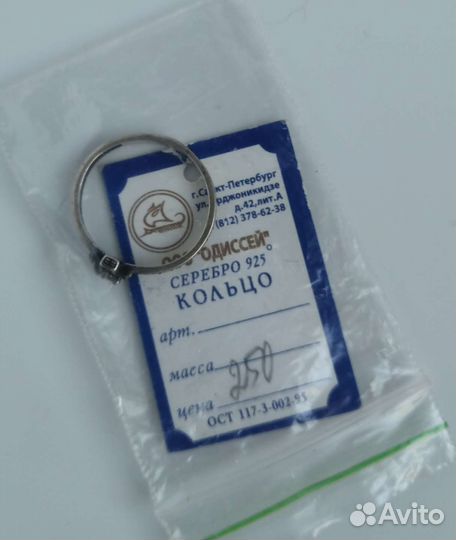 г.Санкт-Петербург
ул.Орджоникидзе
д.42,лит.А
(812) 378-62-38
ООО "ОДИССЕЙ"
СЕРЕБРО 925
КОЛЬЦО
арт.
масса
цена
ОСТ 117-3-002-95
Avito